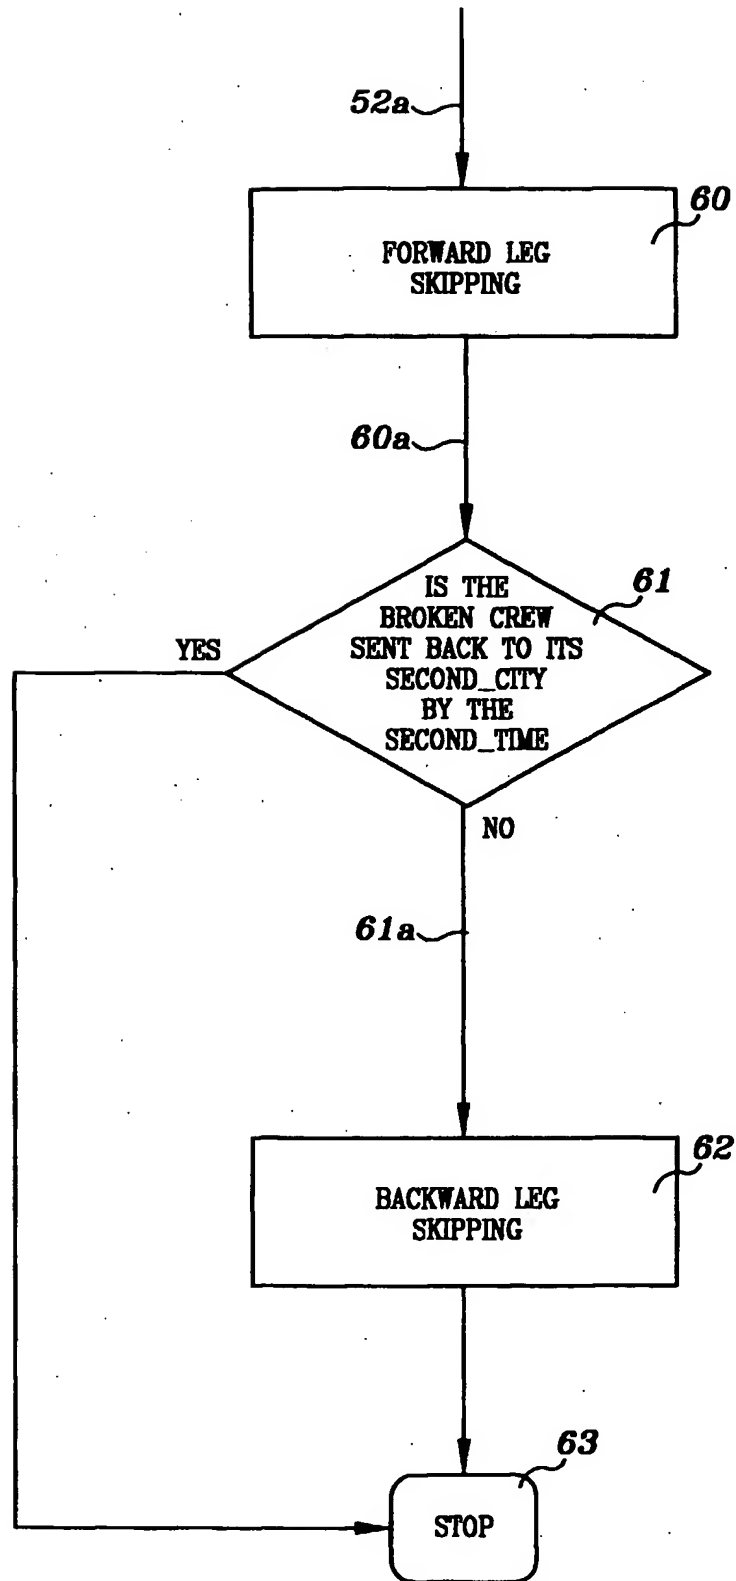 52a
60
FORWARD LEG
SKIPPING
60a
61
IS THE
BROKEN CREW
SENT BACK TO ITS
SECOND_CITY
BY THE
SECOND_TIME
YES
NO
61a
62
BACKWARD LEG
SKIPPING
63
STOP